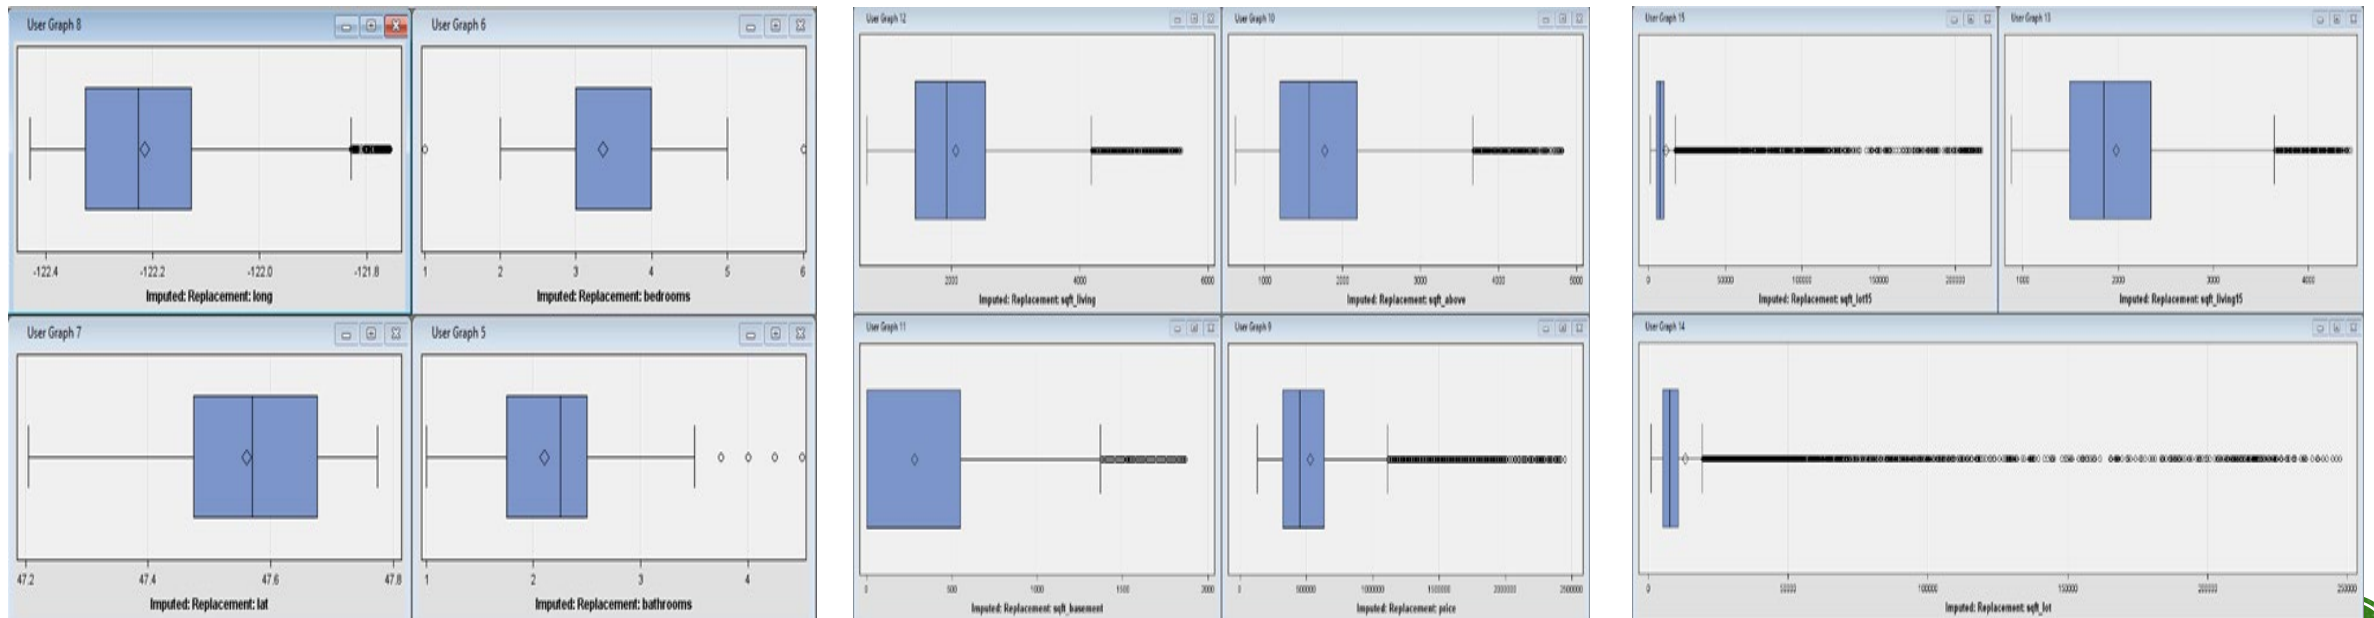 User Graph 8
-122.4 -122.2 -122.0 -121.8
Imputed: Replacement: long
User Graph 6
1 2 3 4 5 6
Imputed: Replacement: bedrooms
User Graph 7
47.2 47.4 47.6 47.8
Imputed: Replacement: lat
User Graph 5
1 2 3 4
Imputed: Replacement: bathrooms
User Graph 12
2000 4000 6000
Imputed: Replacement: sqft_living
User Graph 10
1000 2000 3000 4000 5000
Imputed: Replacement: sqft_above
User Graph 11
0 500 1000 1500 2000
Imputed: Replacement: sqft_basement
User Graph 9
0 500000 1000000 1500000 2000000 2500000
Imputed: Replacement: price
User Graph 15
0 50000 100000 150000 200000
Imputed: Replacement: sqft_lot15
User Graph 13
1000 2000 3000 4000
Imputed: Replacement: sqft_living15
User Graph 14
0 50000 100000 150000 200000 250000
Imputed: Replacement: sqft_lot